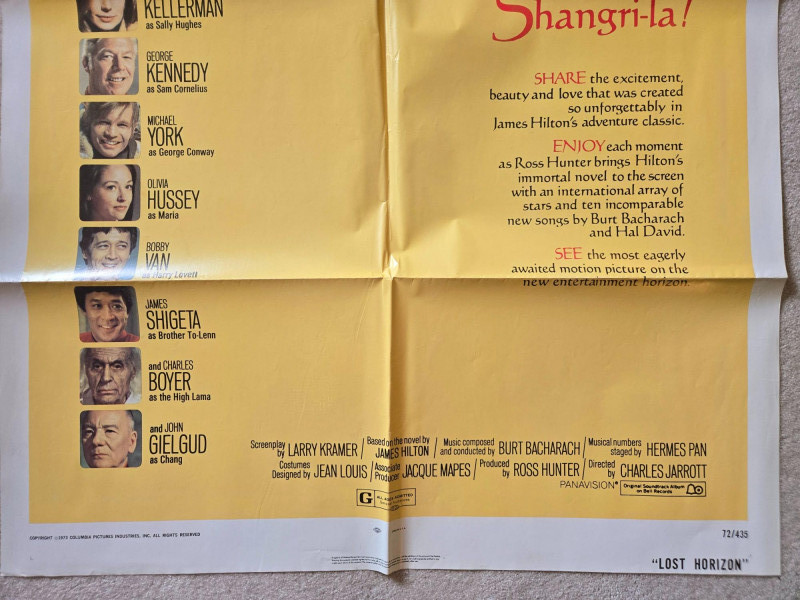 KELLERMAN
as Sally Hughes
GEORGE
KENNEDY
as Sam Cornelius
MICHAEL
YORK
as George Conway
OLIVIA
HUSSEY
as Maria
BOBBY
VAN
as Harry Lovett
JAMES
SHIGETA
as Brother To-Lenn
and CHARLES
BOYER
as the High Lama
and JOHN
GIELGUD
as Chang
Shangri-la!
SHARE the excitement,
beauty and love that was created
so unforgettably in
James Hilton's adventure classic.
ENJOY each moment
as Ross Hunter brings Hilton's
immortal novel to the screen
with an international array of
stars and ten incomparable
new songs by Burt Bacharach
and Hal David.
SEE the most eagerly
awaited motion picture on the
new entertainment horizon.
Screenplay by LARRY KRAMER / Based on the novel by JAMES HILTON / Music composed and conducted by BURT BACHARACH / Musical numbers staged by HERMES PAN
Costumes Designed by JEAN LOUIS / Associate Producer JACQUE MAPES / Produced by ROSS HUNTER / Directed by CHARLES JARROTT
PANAVISION® Original Soundtrack Album on Bell Records
G ALL AGES ADMITTED
COPYRIGHT ©1972 COLUMBIA PICTURES INDUSTRIES, INC. ALL RIGHTS RESERVED
72/435
"LOST HORIZON"